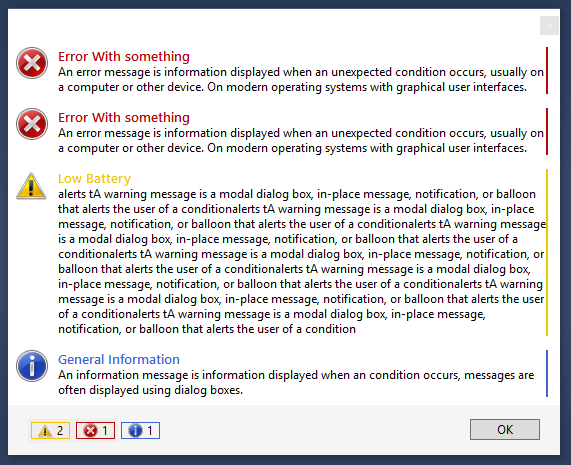 x
Error With something
An error message is information displayed when an unexpected condition occurs, usually on
a computer or other device. On modern operating systems with graphical user interfaces.
Error With something
An error message is information displayed when an unexpected condition occurs, usually on
a computer or other device. On modern operating systems with graphical user interfaces.
Low Battery
alerts tA warning message is a modal dialog box, in-place message, notification, or balloon
that alerts the user of a conditionalerts tA warning message is a modal dialog box, in-place
message, notification, or balloon that alerts the user of a conditionalerts tA warning message
is a modal dialog box, in-place message, notification, or balloon that alerts the user of a
conditionalerts tA warning message is a modal dialog box, in-place message, notification, or
balloon that alerts the user of a conditionalerts tA warning message is a modal dialog box,
in-place message, notification, or balloon that alerts the user of a conditionalerts tA warning
message is a modal dialog box, in-place message, notification, or balloon that alerts the user
of a conditionalerts tA warning message is a modal dialog box, in-place message,
notification, or balloon that alerts the user of a condition
General Information
An information message is information displayed when an condition occurs, messages are
often displayed using dialog boxes.
2 1 1 OK